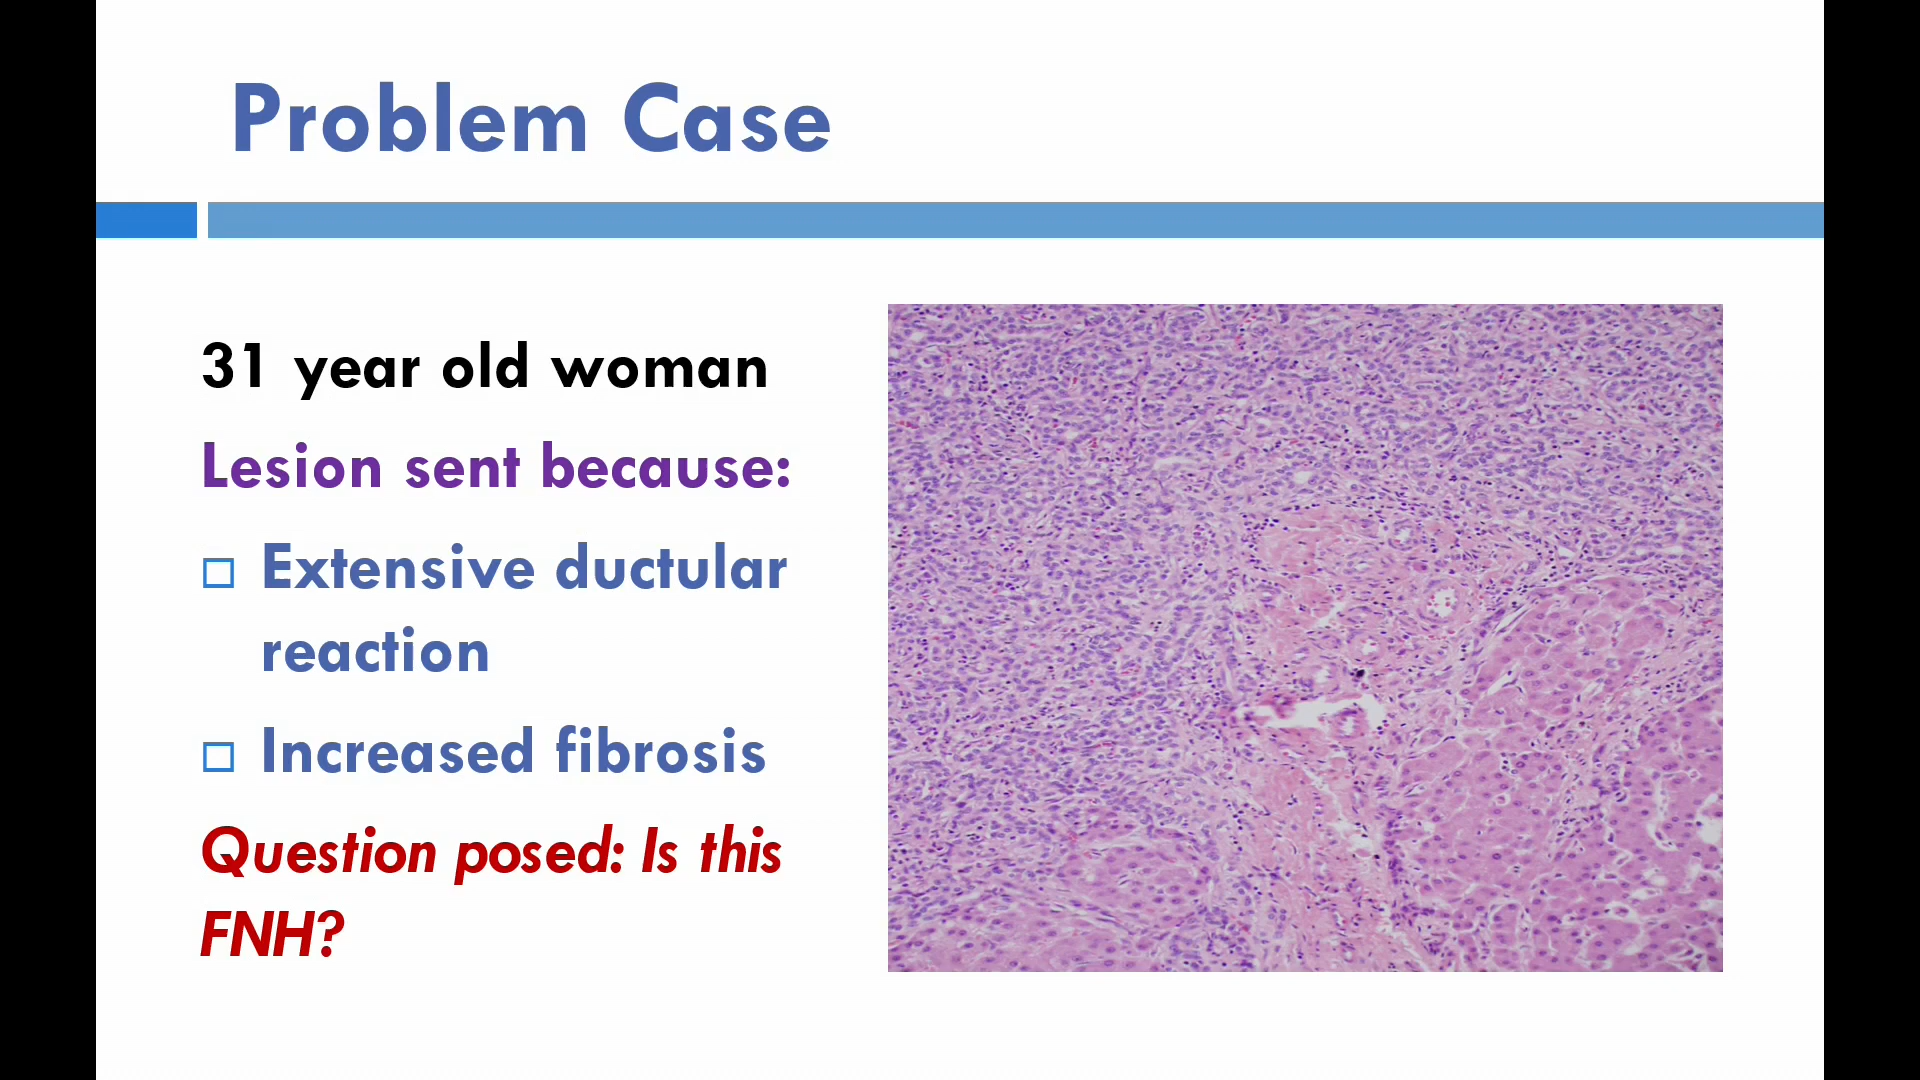 Problem Case
31 year old woman
Lesion sent because:
Extensive ductular
reaction
Increased fibrosis
Question posed: Is this
FNH?